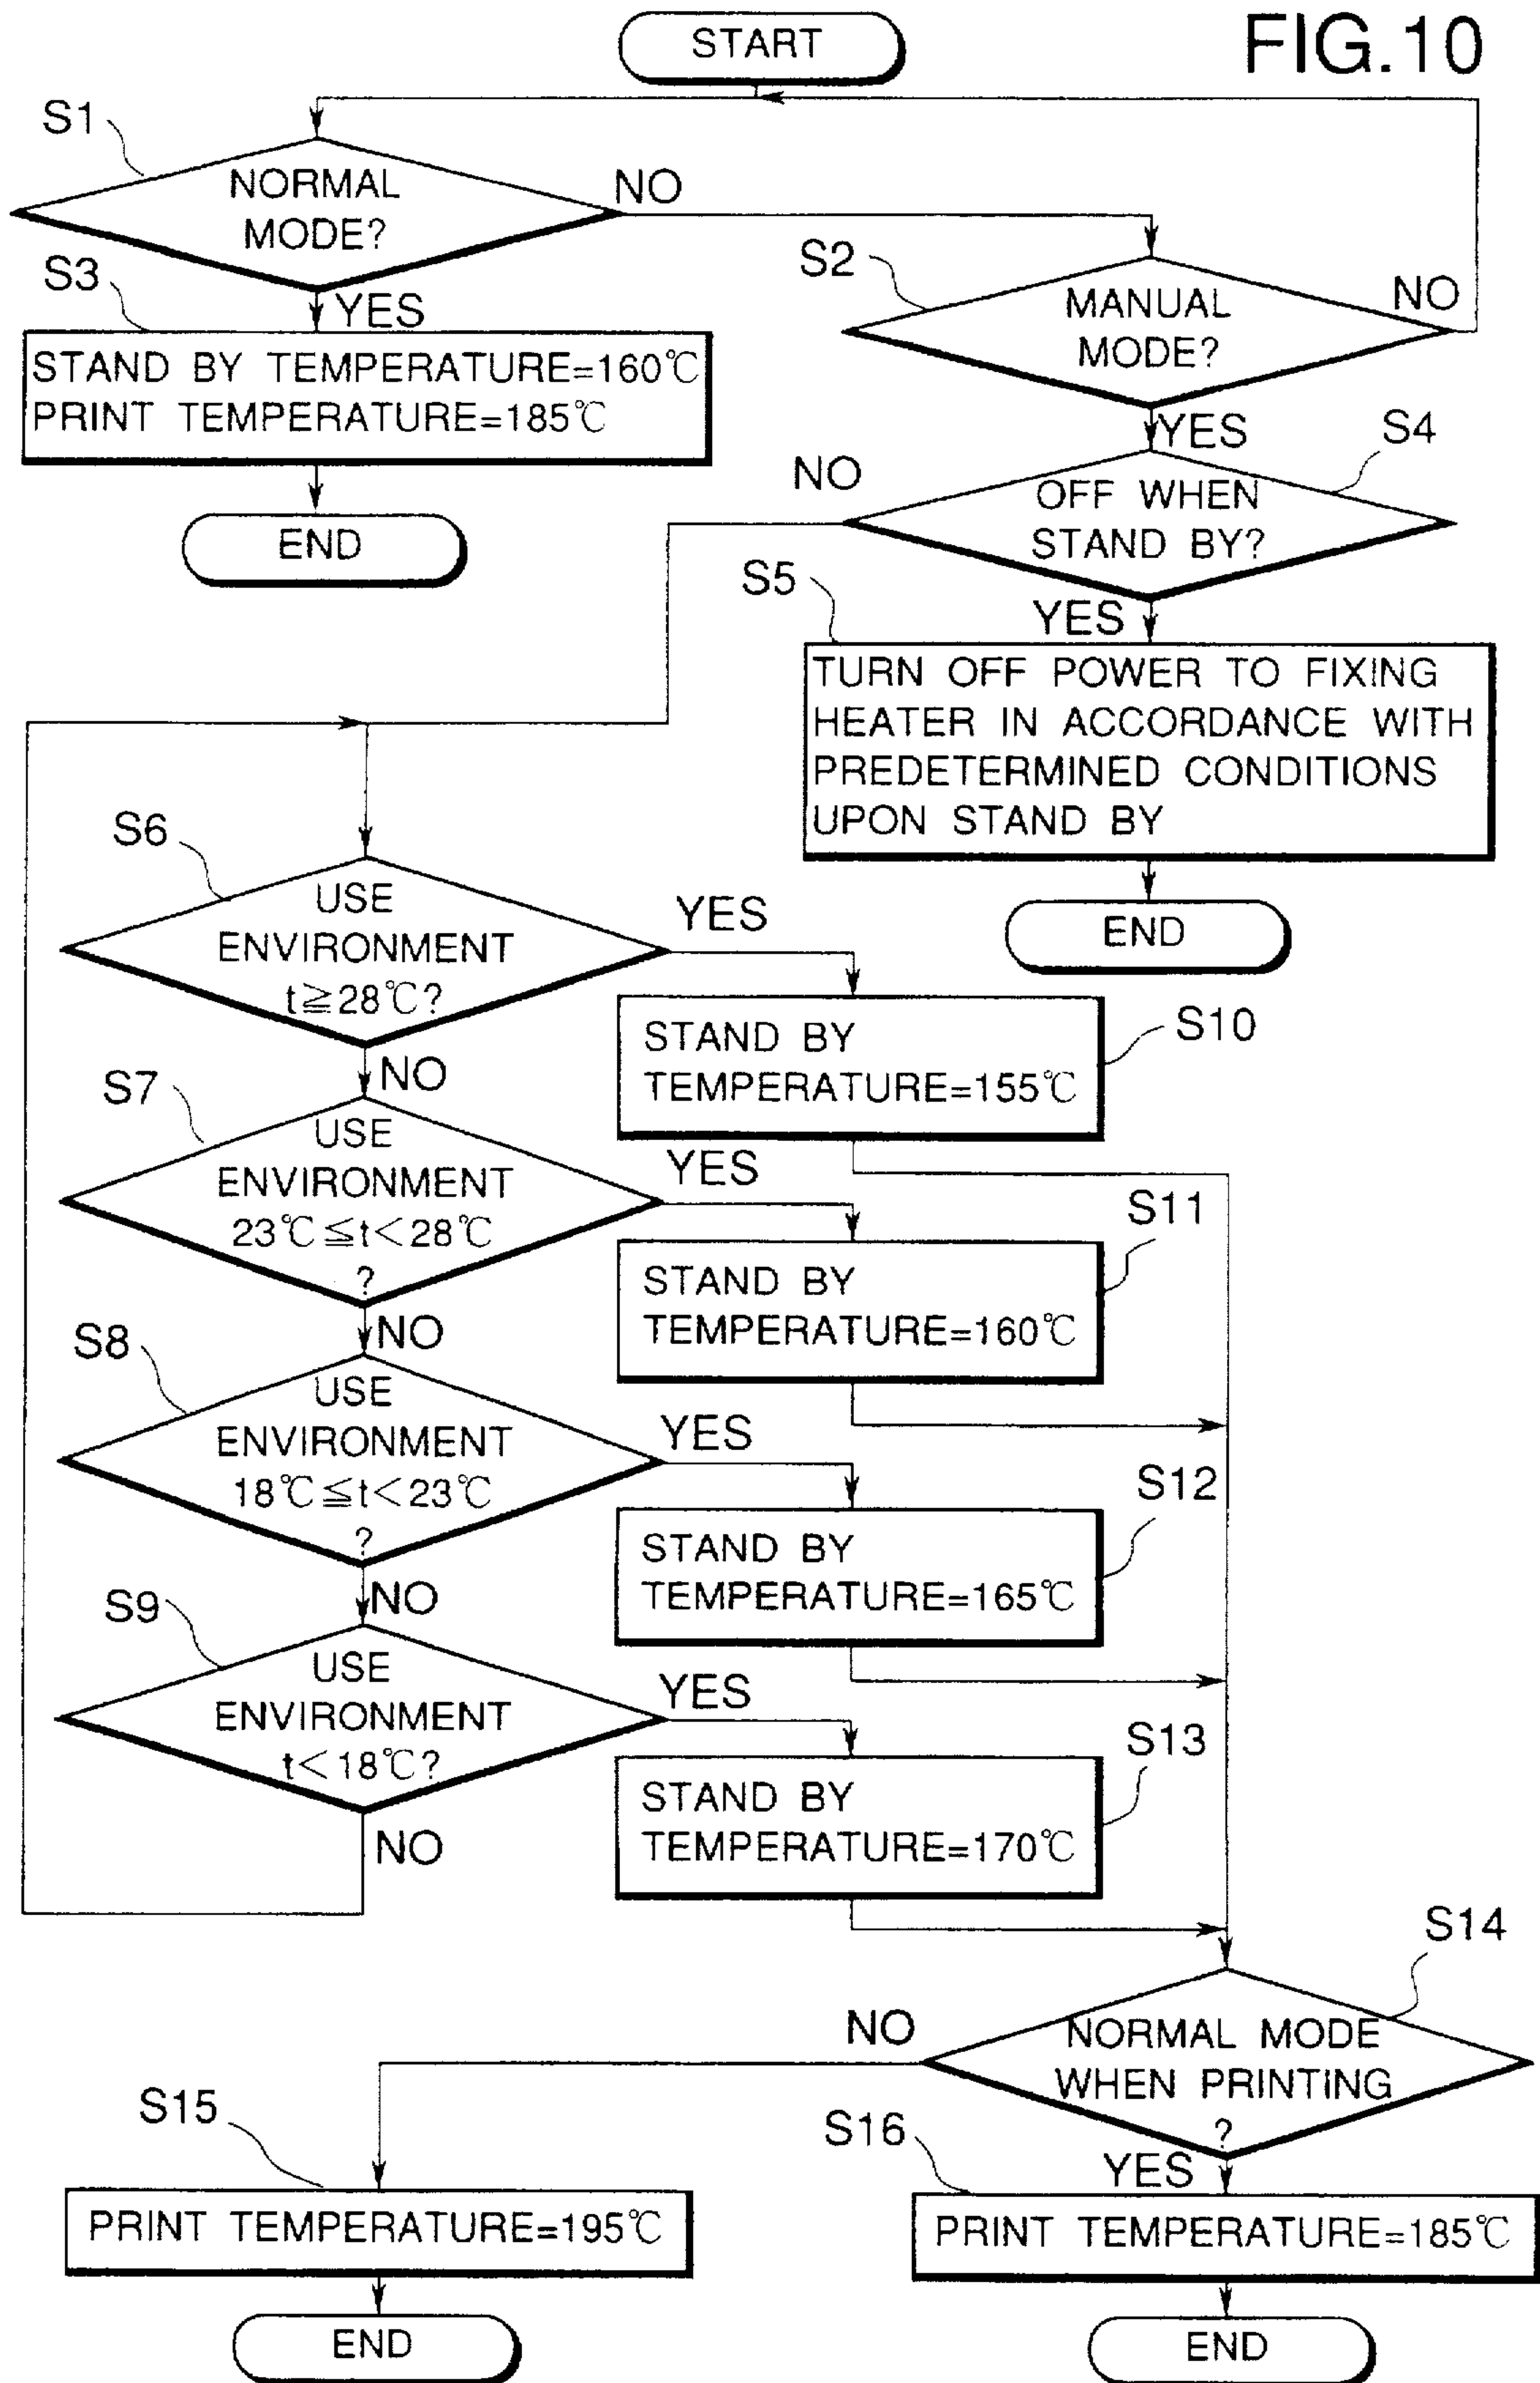 START
FIG.10
S1
NORMAL
MODE?
NO
S2
MANUAL
MODE?
NO
S3
YES
STAND BY TEMPERATURE=160℃
PRINT TEMPERATURE=185℃
END
YES
S4
NO
OFF WHEN
STAND BY?
S5
YES
TURN OFF POWER TO FIXING
HEATER IN ACCORDANCE WITH
PREDETERMINED CONDITIONS
UPON STAND BY
END
S6
USE
ENVIRONMENT
t≧28℃?
YES
S10
STAND BY
TEMPERATURE=155℃
NO
S7
USE
ENVIRONMENT
23℃≦t<28℃
?
YES
S11
STAND BY
TEMPERATURE=160℃
NO
S8
USE
ENVIRONMENT
18℃≦t<23℃
?
YES
S12
STAND BY
TEMPERATURE=165℃
NO
S9
USE
ENVIRONMENT
t<18℃?
YES
S13
STAND BY
TEMPERATURE=170℃
NO
S14
NORMAL MODE
WHEN PRINTING
?
NO
S15
PRINT TEMPERATURE=195℃
END
S16
YES
PRINT TEMPERATURE=185℃
END